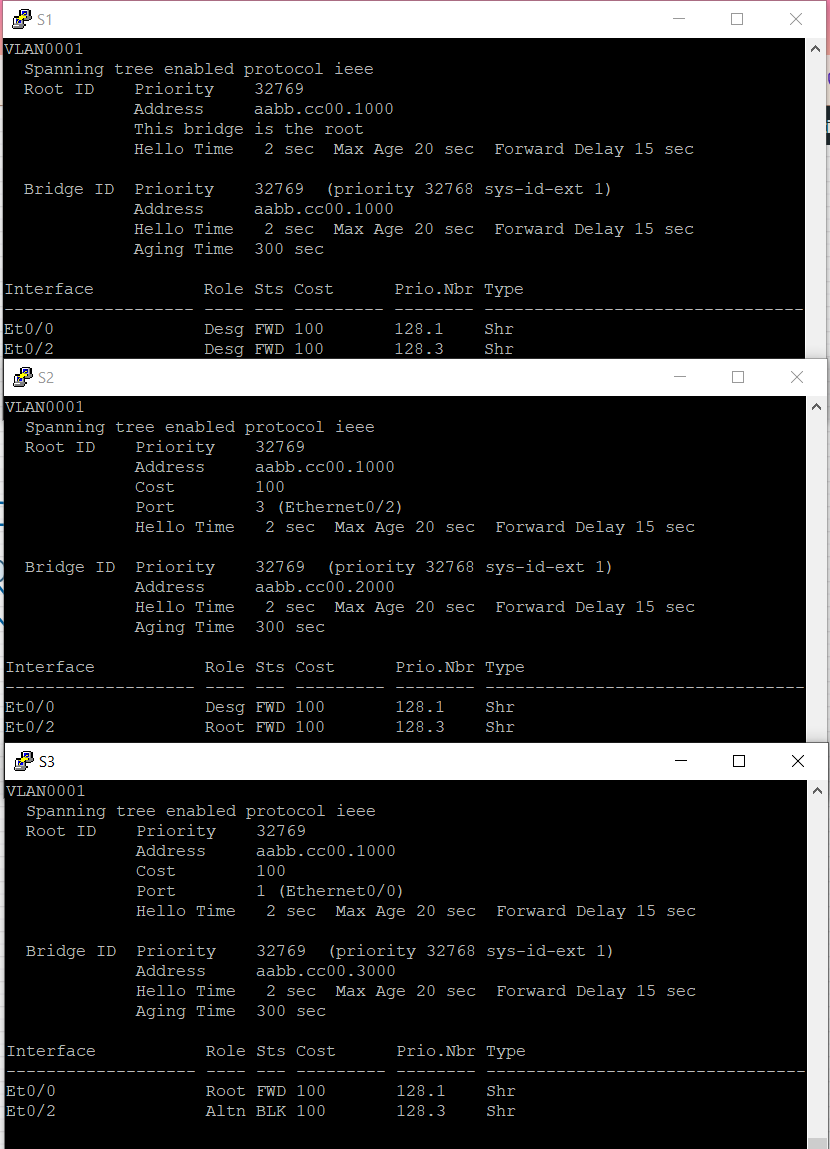 S1
VLAN0001
  Spanning tree enabled protocol ieee
  Root ID    Priority    32769
             Address     aabb.cc00.1000
             This bridge is the root
             Hello Time   2 sec  Max Age 20 sec  Forward Delay 15 sec

  Bridge ID  Priority    32769  (priority 32768 sys-id-ext 1)
             Address     aabb.cc00.1000
             Hello Time   2 sec  Max Age 20 sec  Forward Delay 15 sec
             Aging Time  300 sec

Interface           Role Sts Cost      Prio.Nbr Type
------------------- ---- --- --------- -------- --------------------------------
Et0/0               Desg FWD 100       128.1    Shr
Et0/2               Desg FWD 100       128.3    Shr
S2
VLAN0001
  Spanning tree enabled protocol ieee
  Root ID    Priority    32769
             Address     aabb.cc00.1000
             Cost        100
             Port        3 (Ethernet0/2)
             Hello Time   2 sec  Max Age 20 sec  Forward Delay 15 sec

  Bridge ID  Priority    32769  (priority 32768 sys-id-ext 1)
             Address     aabb.cc00.2000
             Hello Time   2 sec  Max Age 20 sec  Forward Delay 15 sec
             Aging Time  300 sec

Interface           Role Sts Cost      Prio.Nbr Type
------------------- ---- --- --------- -------- --------------------------------
Et0/0               Desg FWD 100       128.1    Shr
Et0/2               Root FWD 100       128.3    Shr
S3
VLAN0001
  Spanning tree enabled protocol ieee
  Root ID    Priority    32769
             Address     aabb.cc00.1000
             Cost        100
             Port        1 (Ethernet0/0)
             Hello Time   2 sec  Max Age 20 sec  Forward Delay 15 sec

  Bridge ID  Priority    32769  (priority 32768 sys-id-ext 1)
             Address     aabb.cc00.3000
             Hello Time   2 sec  Max Age 20 sec  Forward Delay 15 sec
             Aging Time  300 sec

Interface           Role Sts Cost      Prio.Nbr Type
------------------- ---- --- --------- -------- --------------------------------
Et0/0               Root FWD 100       128.1    Shr
Et0/2               Altn BLK 100       128.3    Shr